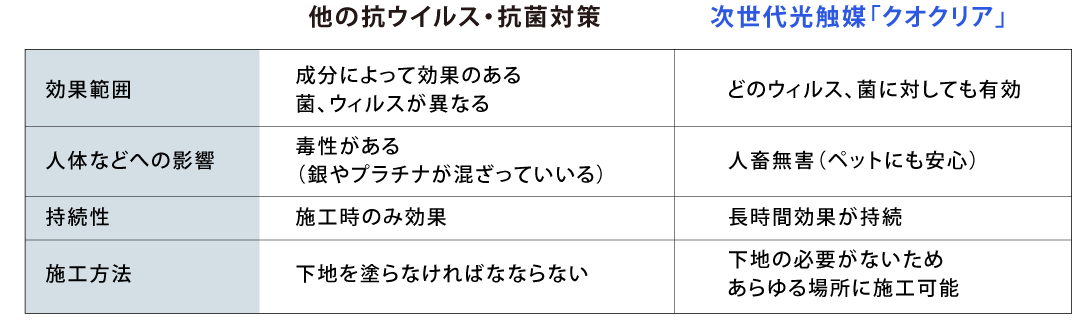 他の抗ウイルス・抗菌対策
次世代光触媒「クオクリア」
効果範囲
成分によって効果のある
菌、ウィルスが異なる
どのウィルス、菌に対しても有効
人体などへの影響
毒性がある
（銀やプラチナが混ざっていいる）
人畜無害（ペットにも安心）
持続性
施工時のみ効果
長時間効果が持続
施工方法
下地を塗らなければなならない
下地の必要がないため
あらゆる場所に施工可能